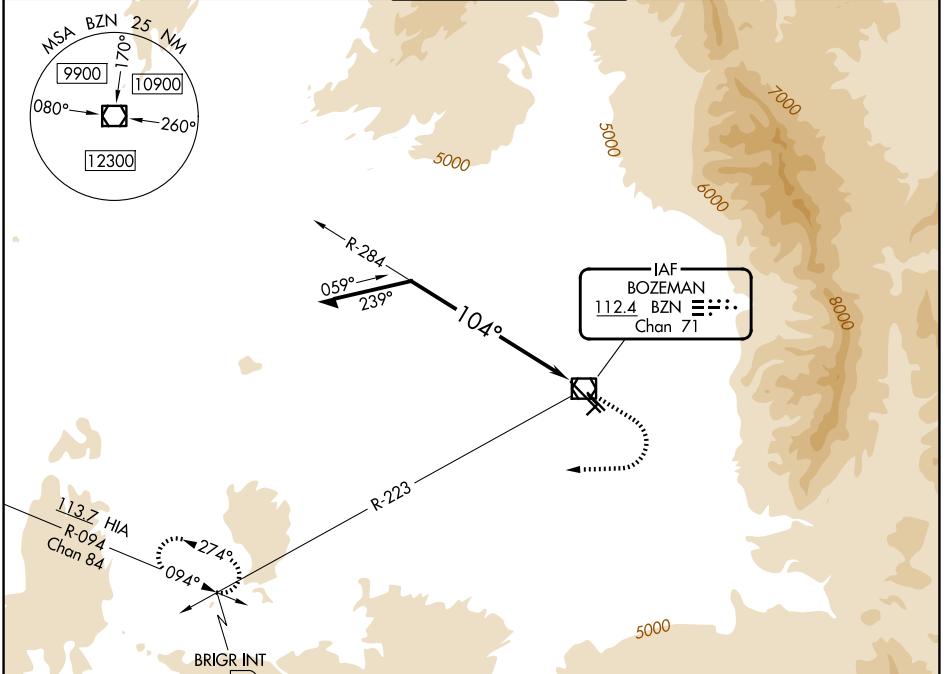 MSA BZN 25 NM
170°
9900
10900
080°
260°
12300
7000
5000
5000
6000
R-284
059°
239°
104°
IAF
BOZEMAN
112.4 BZN
Chan 71
8000
R-223
113.7 HIA
R-094
Chan 84
274°
094°
5000
BRIGR INT